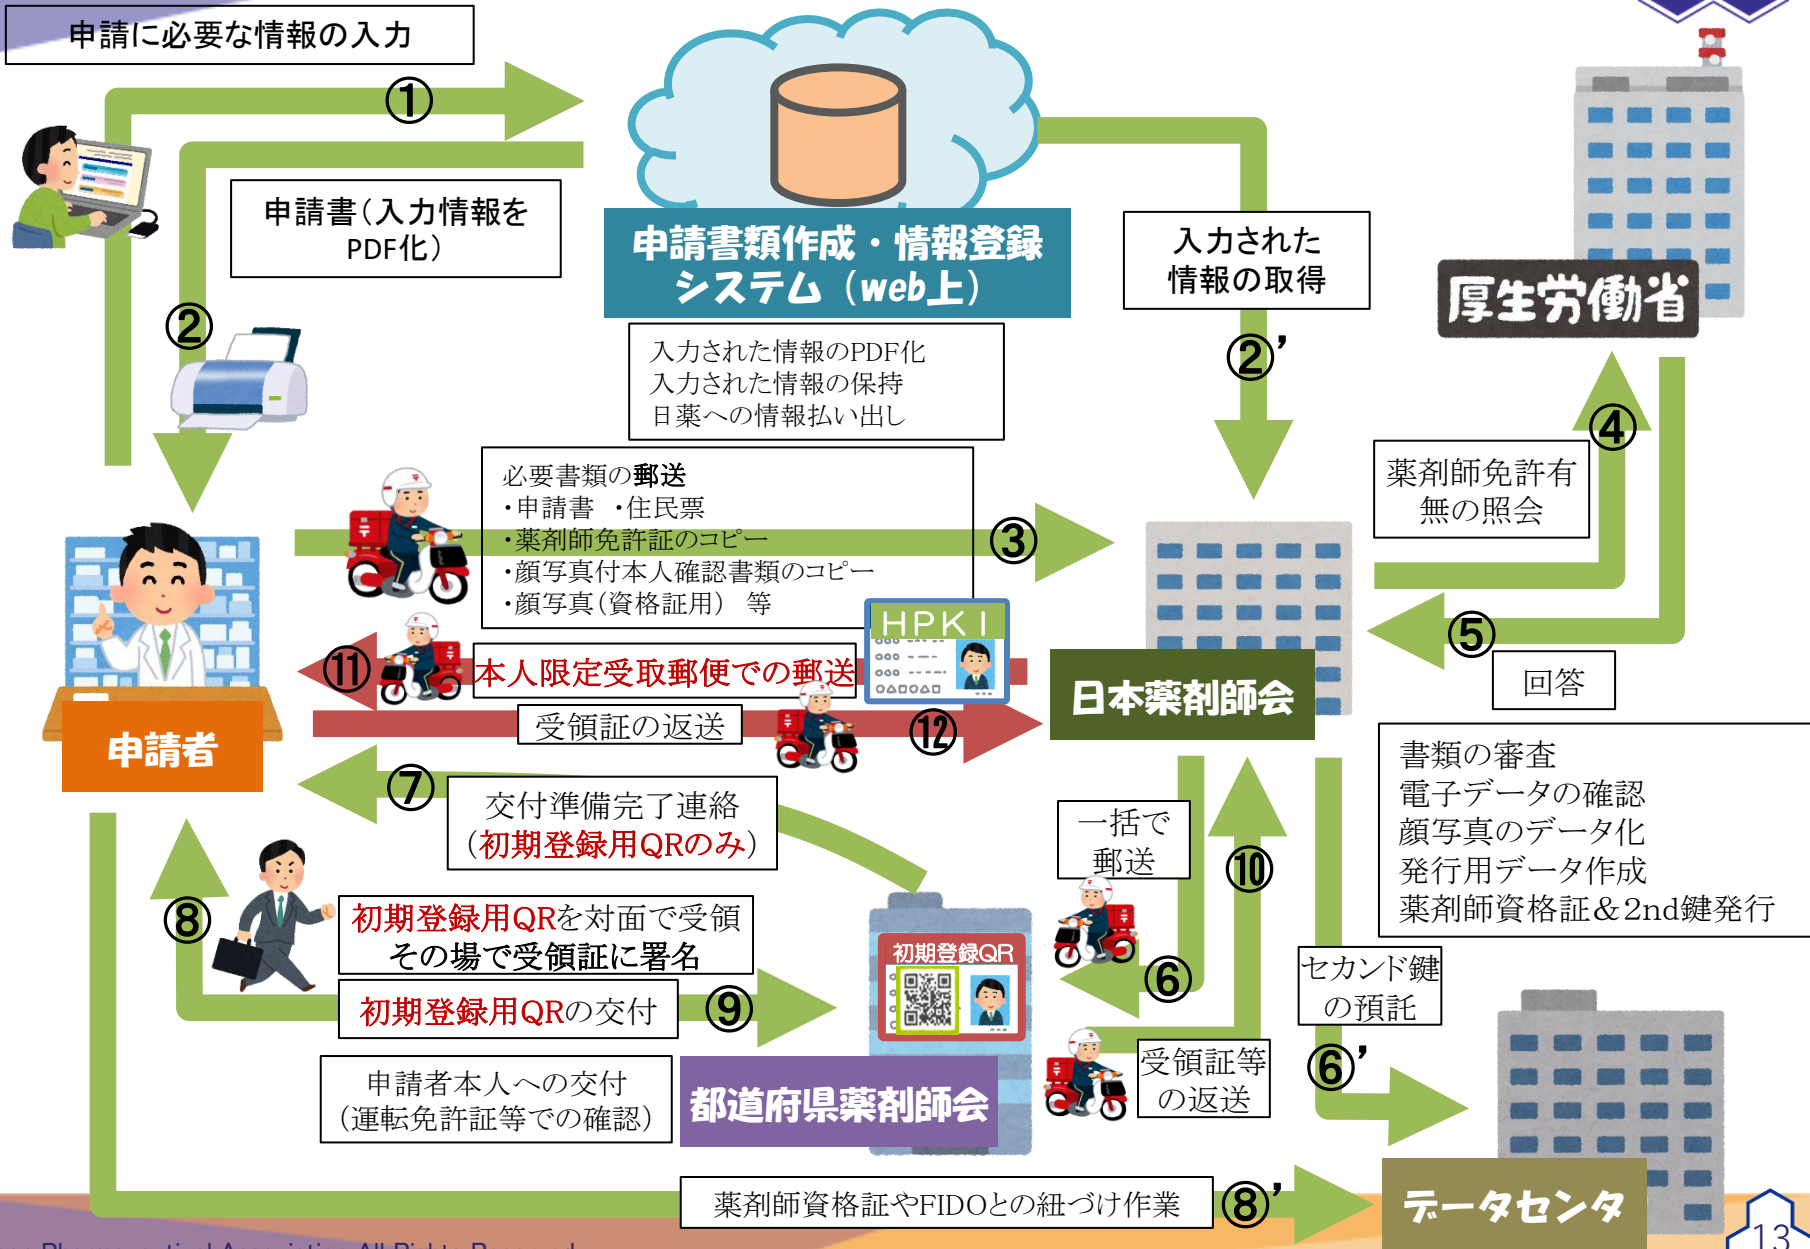 申請に必要な情報の入力
①
申請書（入力情報を
PDF化）
②
申請書類作成・情報登録
システム（web上）
入力された情報のPDF化
入力された情報の保持
日薬への情報払い出し
入力された
情報の取得
②’
厚生労働省
④
薬剤師免許有
無の照会
⑤
回答
必要書類の郵送
・申請書　・住民票
・薬剤師免許証のコピー
・顔写真付本人確認書類のコピー
・顔写真（資格証用）　等
③
HPKI
⑪
本人限定受取郵便での郵送
受領証の返送
⑫
日本薬剤師会
申請者
⑦
交付準備完了連絡
（初期登録用QRのみ）
一括で
郵送
⑩
書類の審査
電子データの確認
顔写真のデータ化
発行用データ作成
薬剤師資格証＆2nd鍵発行
⑧
初期登録用QRを対面で受領
その場で受領証に署名
初期登録用QRの交付
⑨
初期登録QR
⑥
セカンド鍵
の預託
⑥’
申請者本人への交付
（運転免許証等での確認）
都道府県薬剤師会
受領証等
の返送
薬剤師資格証やFIDOとの紐づけ作業
⑧’
データセンタ
13